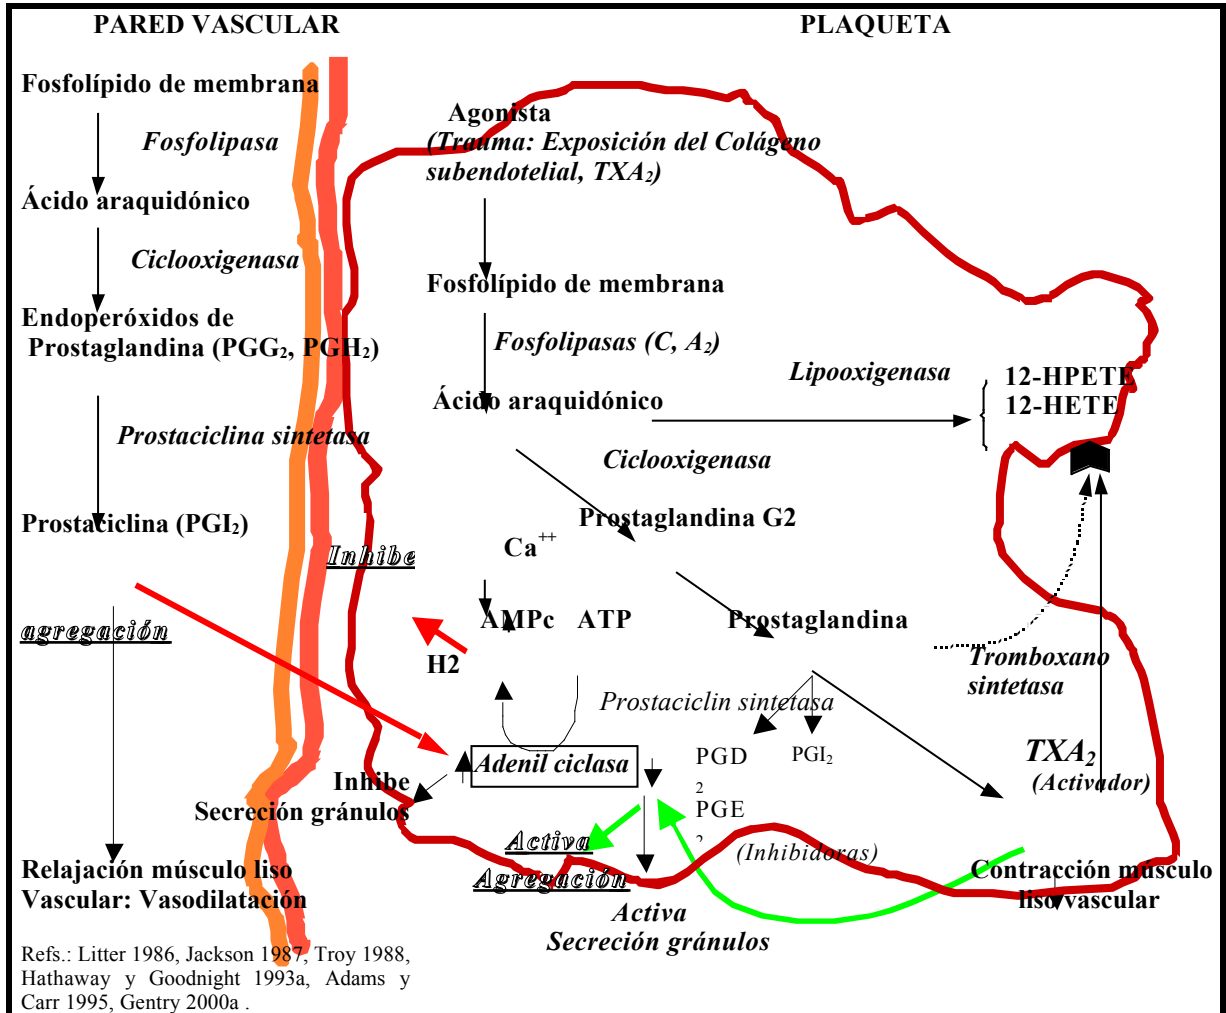 PARED VASCULAR
Fosfolípido de membrana
Fosfolipasa
Ácido araquidónico
Ciclooxigenasa
Endoperóxidos de
Prostaglandina (PGG₂, PGH₂)
Prostaciclina sintetasa
Prostaciclina (PGI₂)
Inhibe
agregación
Relajación músculo liso
Vascular: Vasodilatación
Refs.: Litter 1986, Jackson 1987, Troy 1988,
Hathaway y Goodnight 1993a, Adams y
Carr 1995, Gentry 2000a .
PLAQUETA
Agonista
(Trauma: Exposición del Colágeno
subendotelial, TXA₂)
Fosfolípido de membrana
Fosfolipasas (C, A₂)
Ácido araquidónico
Lipooxigenasa
12-HPETE
12-HETE
Ciclooxigenasa
Prostaglandina G2
Ca⁺⁺
AMPc ATP
Prostaglandina
H2
Tromboxano
sintetasa
Prostaciclin sintetasa
PGD
2
PGI₂
PGE
2
(Inhibidoras)
TXA₂
(Activador)
Adenil ciclasa
Inhibe
Secreción gránulos
Activa
Agregación
Activa
Secreción gránulos
Contracción músculo
liso vascular